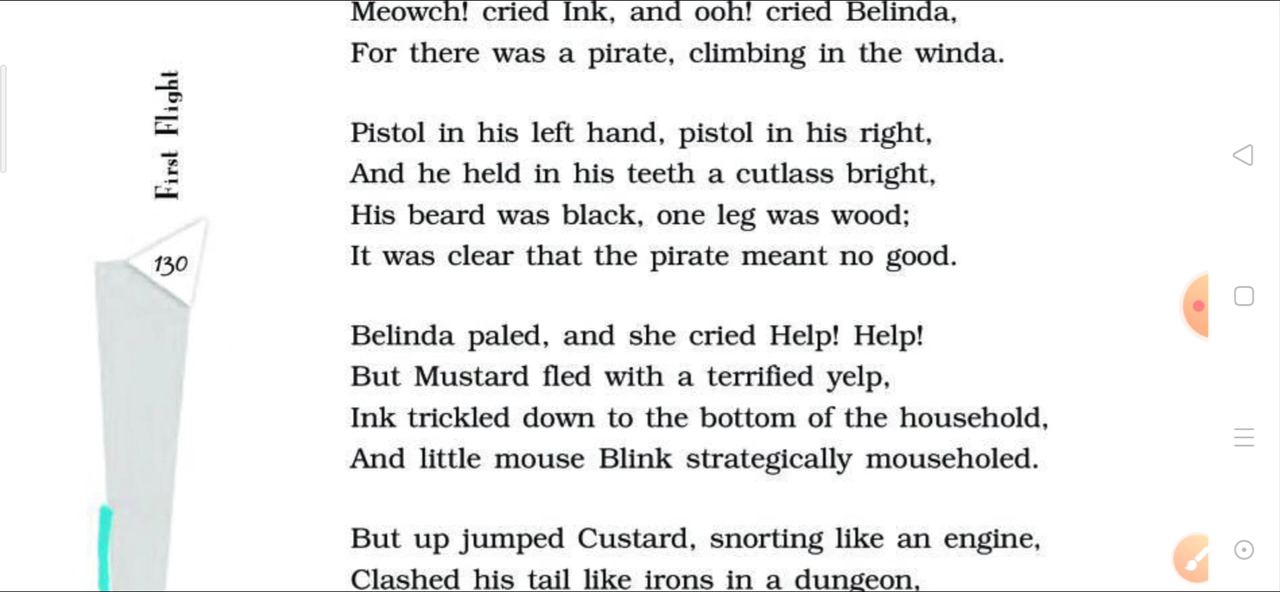 Meowch! cried Ink, and ooh! cried Belinda,
For there was a pirate, climbing in the winda.
Pistol in his left hand, pistol in his right,
And he held in his teeth a cutlass bright,
His beard was black, one leg was wood;
It was clear that the pirate meant no good.
Belinda paled, and she cried Help! Help!
But Mustard fled with a terrified yelp,
Ink trickled down to the bottom of the household,
And little mouse Blink strategically mouseholed.
But up jumped Custard, snorting like an engine,
Clashed his tail like irons in a dungeon,
First Flight
130